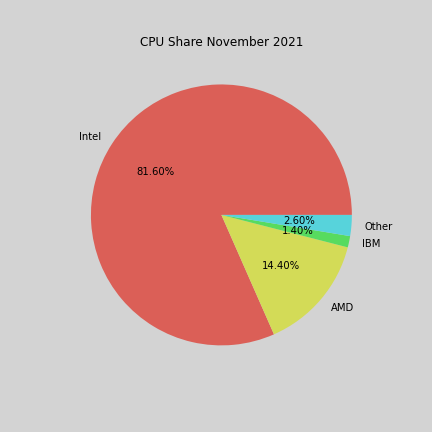 CPU Share November 2021
Intel
81.60%
2.60%
Other
1.40%
IBM
14.40%
AMD